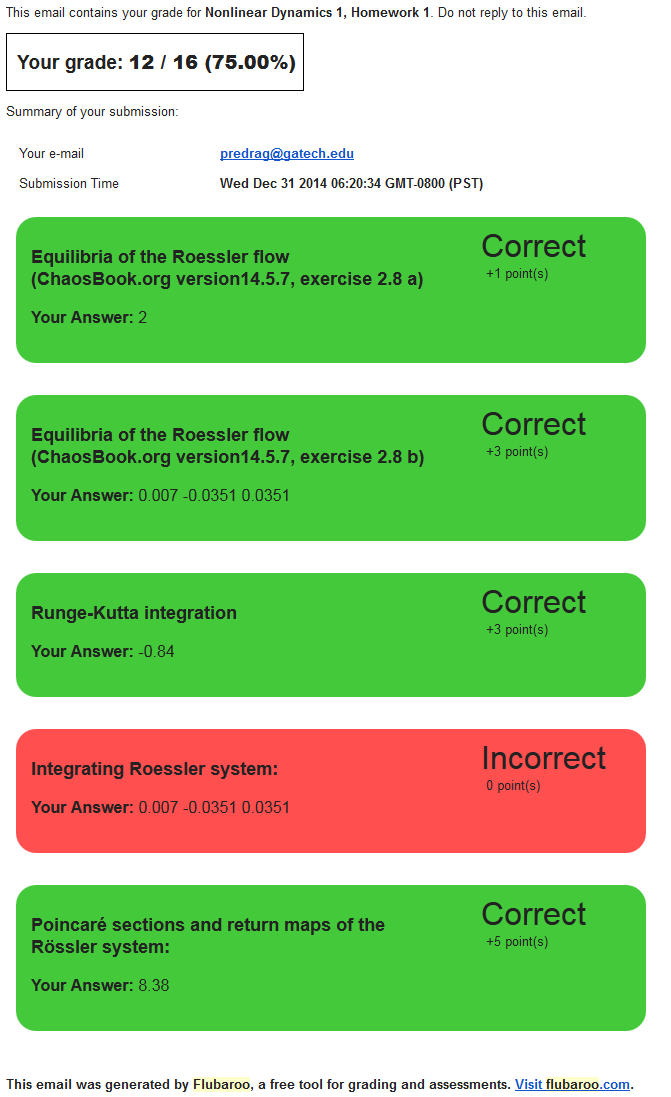 This email contains your grade for Nonlinear Dynamics 1, Homework 1. Do not reply to this email.
Your grade: 12 / 16 (75.00%)
Summary of your submission:
Your e-mail predrag@gatech.edu
Submission Time Wed Dec 31 2014 06:20:34 GMT-0800 (PST)
Equilibria of the Roessler flow
(ChaosBook.org version14.5.7, exercise 2.8 a)
Your Answer: 2
Correct
+1 point(s)
Equilibria of the Roessler flow
(ChaosBook.org version14.5.7, exercise 2.8 b)
Your Answer: 0.007 -0.0351 0.0351
Correct
+3 point(s)
Runge-Kutta integration
Your Answer: -0.84
Correct
+3 point(s)
Integrating Roessler system:
Your Answer: 0.007 -0.0351 0.0351
Incorrect
0 point(s)
Poincaré sections and return maps of the
Rössler system:
Your Answer: 8.38
Correct
+5 point(s)
This email was generated by Flubaroo, a free tool for grading and assessments. Visit flubaroo.com.